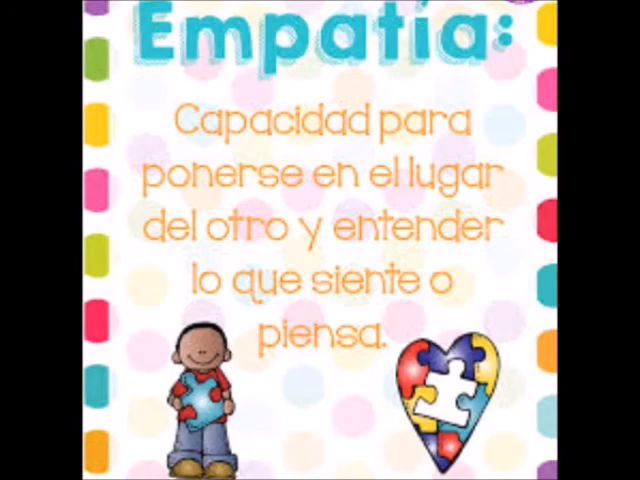 Empatía:
Capacidad para
ponerse en el lugar
del otro y entender
lo que siente o
piensa.